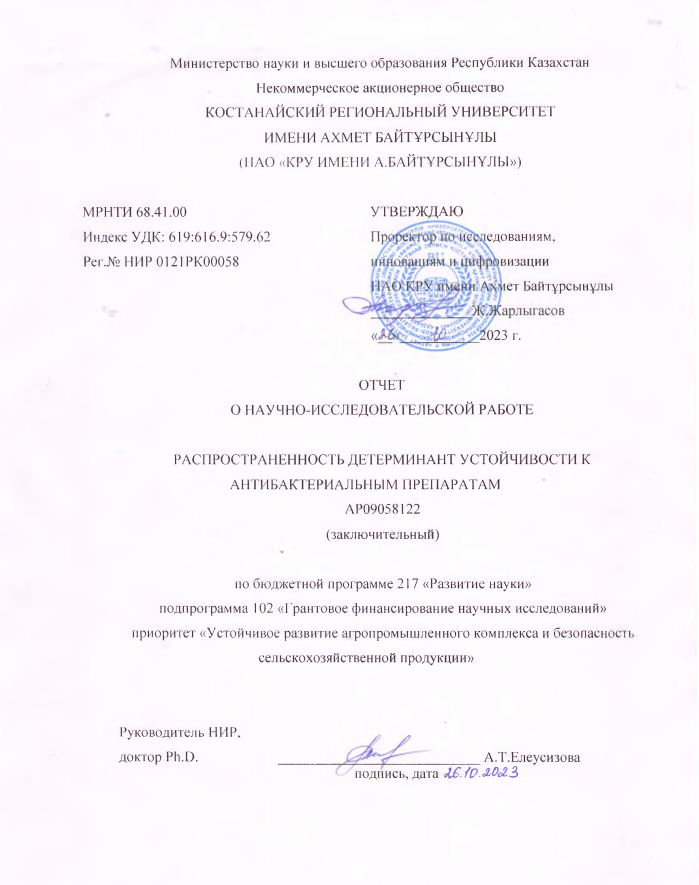 Министерство науки и высшего образования Республики Казахстан
Некоммерческое акционерное общество
КОСТАНАЙСКИЙ РЕГИОНАЛЬНЫЙ УНИВЕРСИТЕТ
ИМЕНИ АХМЕТ БАЙТҰРСЫНҰЛЫ
(НАО «КРУ ИМЕНИ А.БАЙТҰРСЫНҰЛЫ»)
МРНТИ 68.41.00
Индекс УДК: 619:616.9:579.62
Рег.№ НИР 0121РК00058
УТВЕРЖДАЮ
Проректор по исследованиям,
инновациям и цифровизации
НАО КРУ имени Ахмет Байтұрсынұлы
Ж.Жарлыгасов
«26» 10 2023 г.
ОТЧЕТ
О НАУЧНО-ИССЛЕДОВАТЕЛЬСКОЙ РАБОТЕ
РАСПРОСТРАНЕННОСТЬ ДЕТЕРМИНАНТ УСТОЙЧИВОСТИ К
АНТИБАКТЕРИАЛЬНЫМ ПРЕПАРАТАМ
АР09058122
(заключительный)
по бюджетной программе 217 «Развитие науки»
подпрограмма 102 «Грантовое финансирование научных исследований»
приоритет «Устойчивое развитие агропромышленного комплекса и безопасность
сельскохозяйственной продукции»
Руководитель НИР,
доктор Ph.D. А.Т.Елеусизова
подпись, дата 26.10.2023